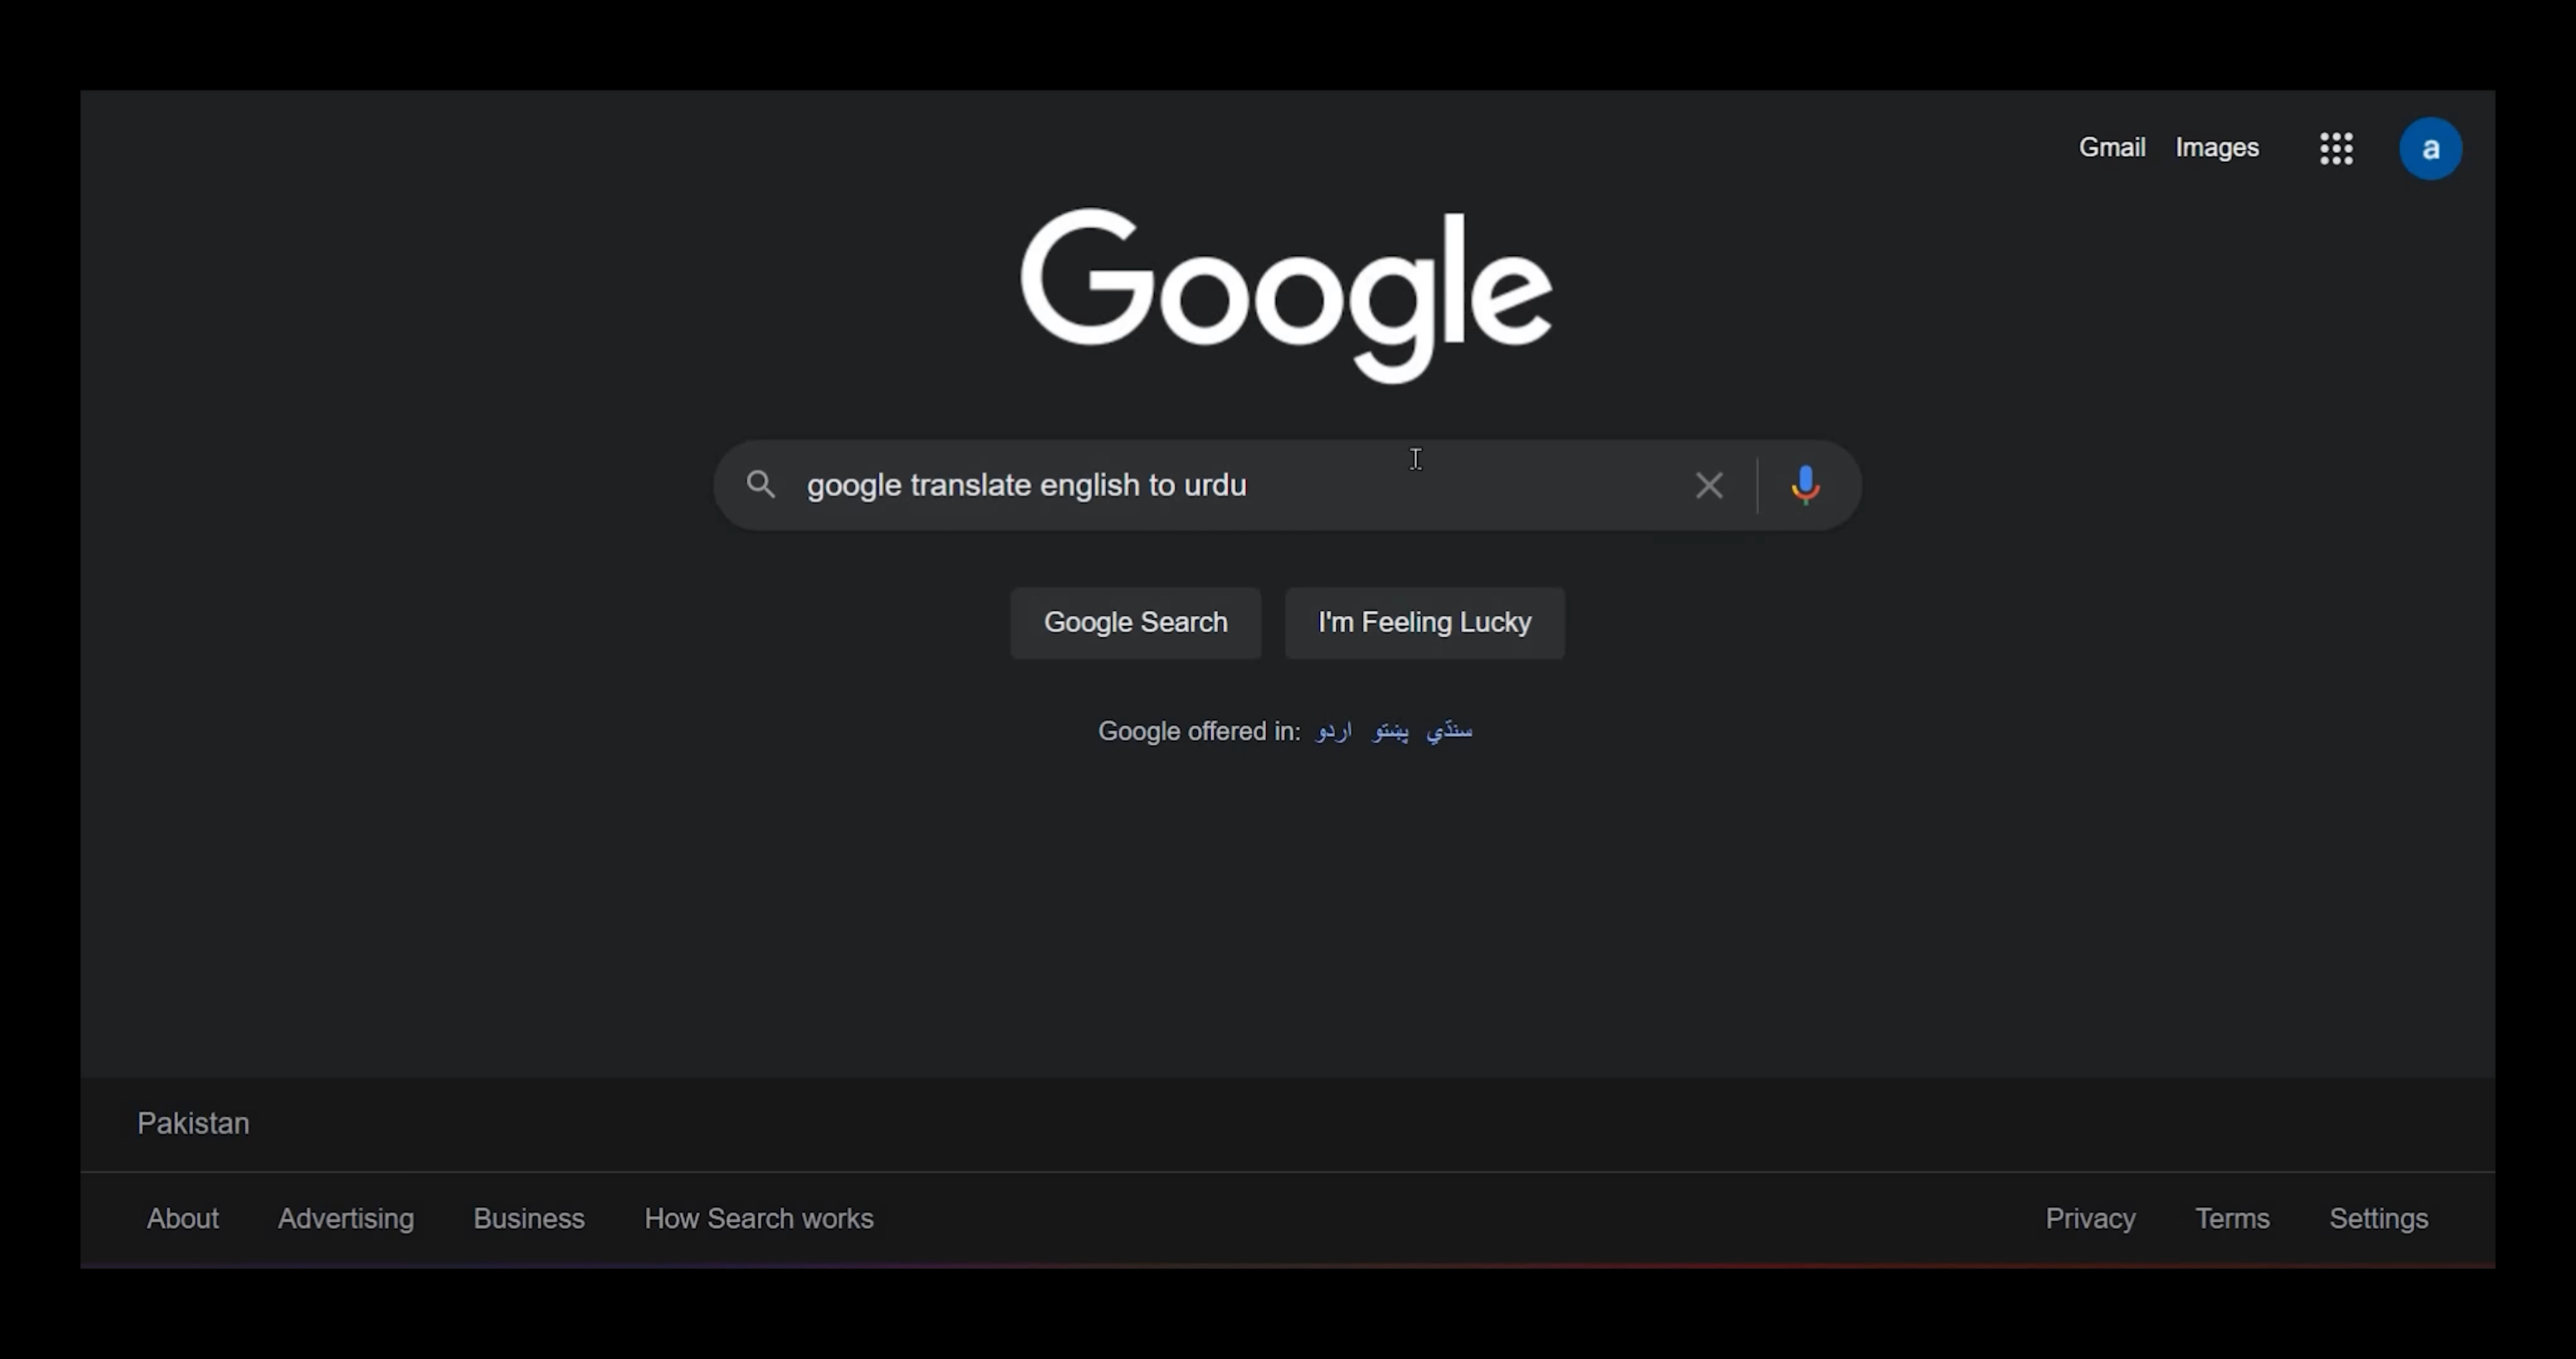 Gmail Images a
Google
google translate english to urdu
Google Search I'm Feeling Lucky
Google offered in: اردو پښتو سنڌي
Pakistan
About Advertising Business How Search works Privacy Terms Settings